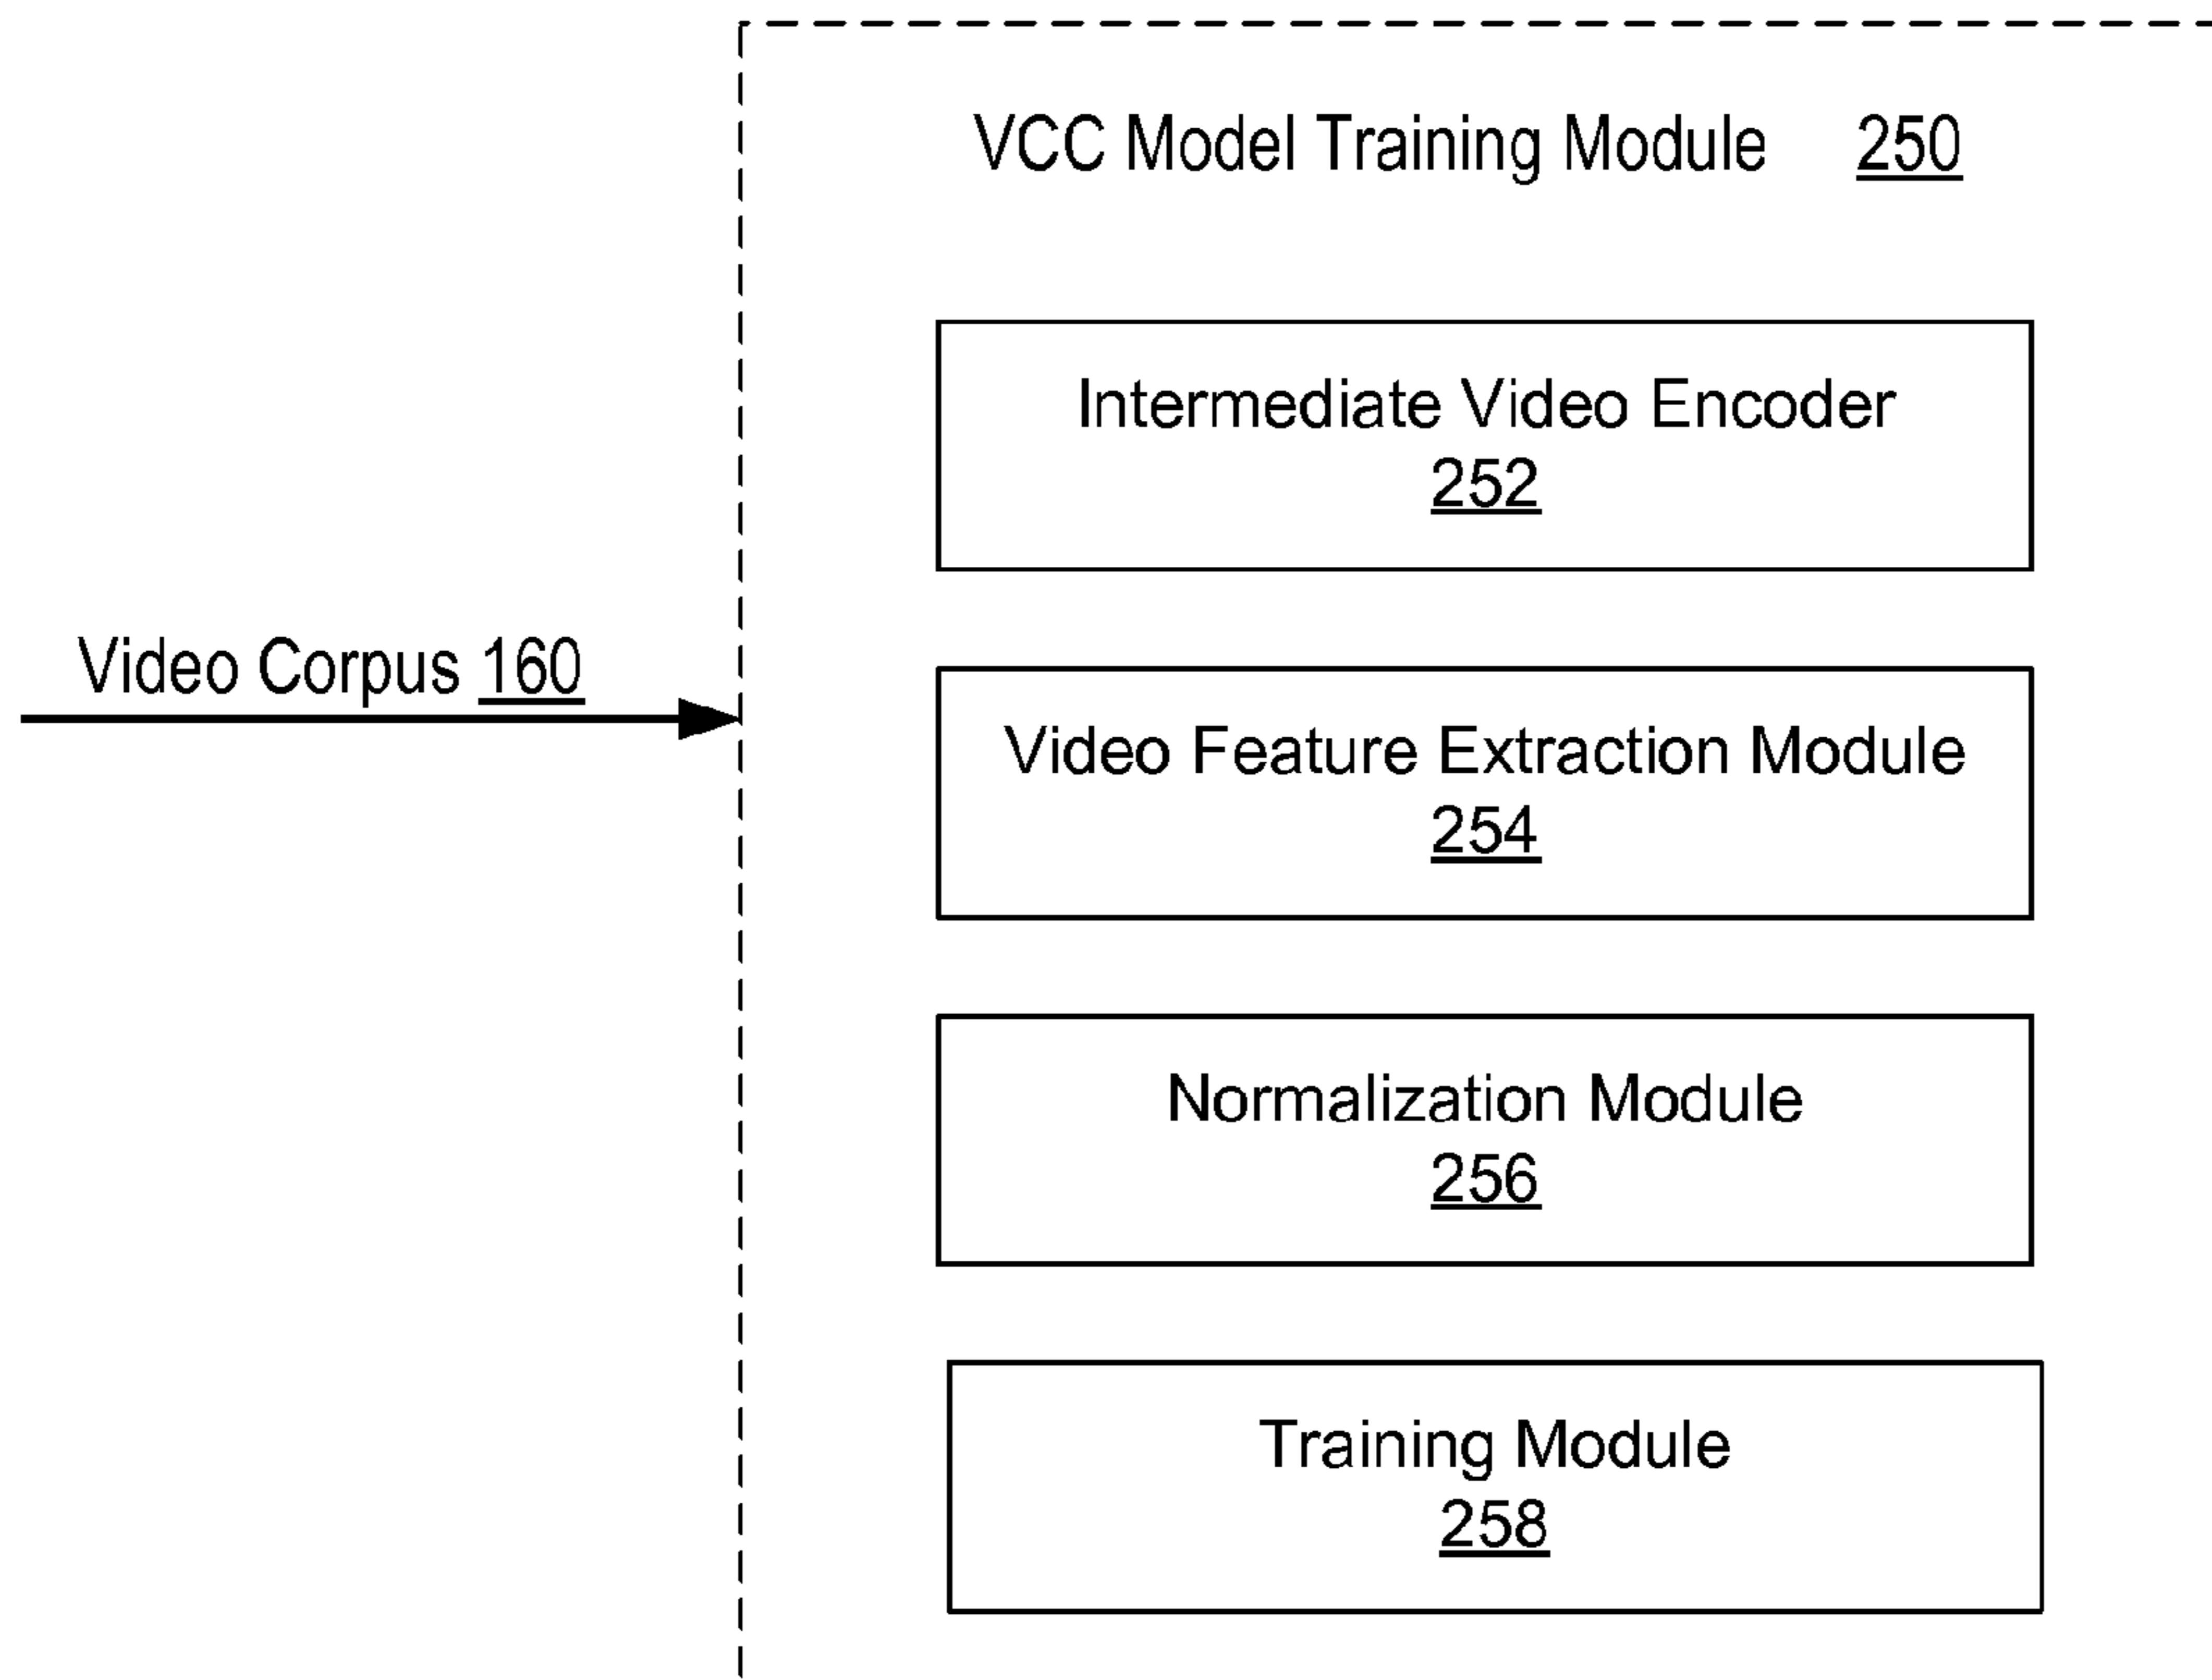 VCC Model Training Module 250
Intermediate Video Encoder
252
Video Corpus 160
Video Feature Extraction Module
254
Normalization Module
256
Training Module
258